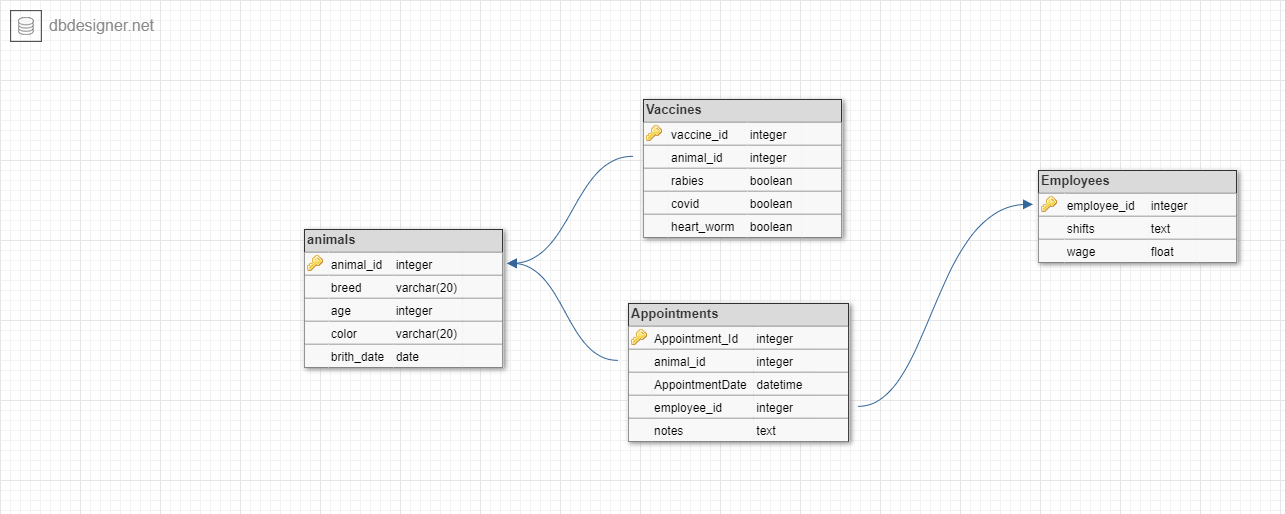 dbdesigner.net
Vaccines
vaccine_id integer
animal_id integer
rabies boolean
covid boolean
heart_worm boolean
Employees
employee_id integer
shifts text
wage float
animals
animal_id integer
breed varchar(20)
age integer
color varchar(20)
brith_date date
Appointments
Appointment_Id integer
animal_id integer
AppointmentDate datetime
employee_id integer
notes text